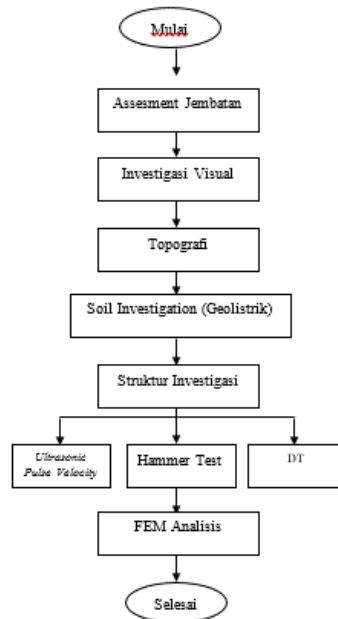 Mulai
Assesment Jembatan
Investigasi Visual
Topografi
Soil Investigation (Geolistrik)
Struktur Investigasi
Ultrasonic
Pulse Velocity
Hammer Test
DT
FEM Analisis
Selesai